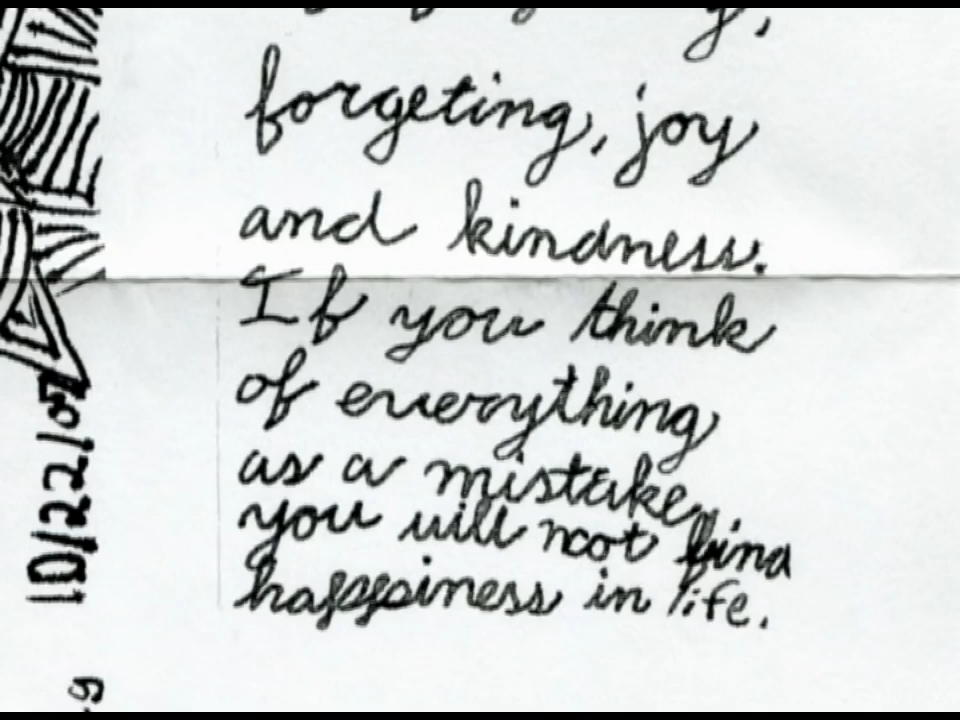 forgeting, joy
and kindness.
If you think
of everything
as a mistake,
you will not find
happiness in life.
10/22/07